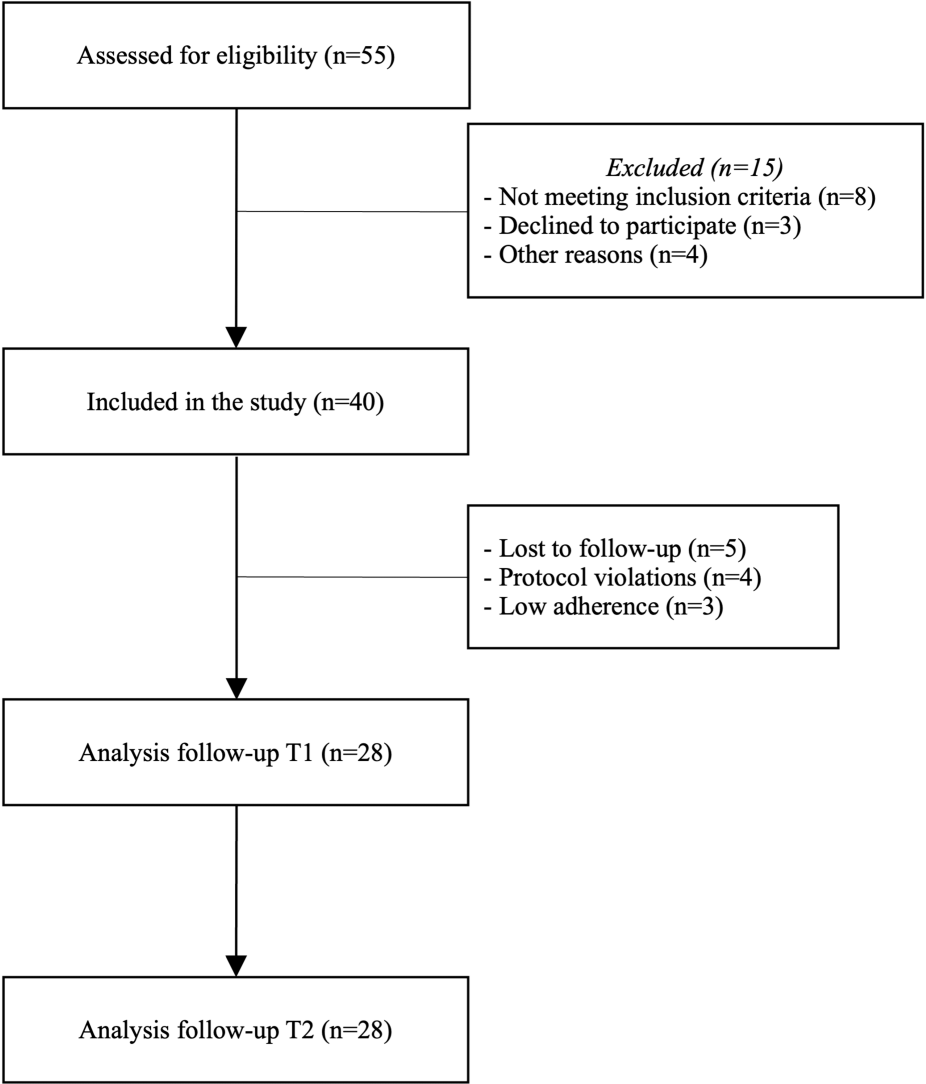 Assessed for eligibility (n=55)
Excluded (n=15)
- Not meeting inclusion criteria (n=8)
- Declined to participate (n=3)
- Other reasons (n=4)
Included in the study (n=40)
- Lost to follow-up (n=5)
- Protocol violations (n=4)
- Low adherence (n=3)
Analysis follow-up T1 (n=28)
Analysis follow-up T2 (n=28)